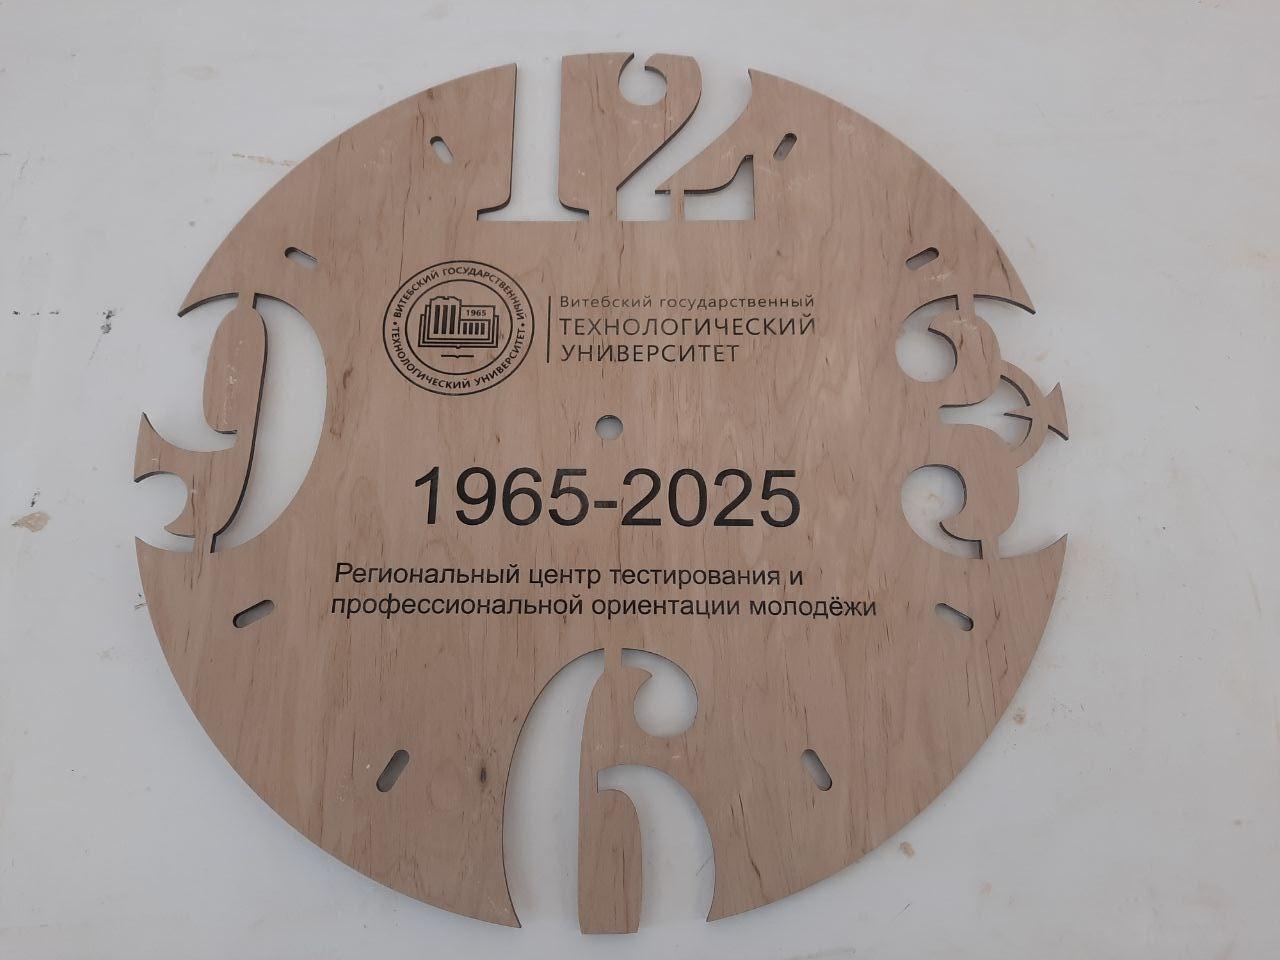 12
ВИТЕБСКИЙ ГОСУДАРСТВЕННЫЙ
1965
ТЕХНОЛОГИЧЕСКИЙ УНИВЕРСИТЕТ
Витебский государственный
ТЕХНОЛОГИЧЕСКИЙ
УНИВЕРСИТЕТ
9
3
1965-2025
Региональный центр тестирования и
профессиональной ориентации молодёжи
6